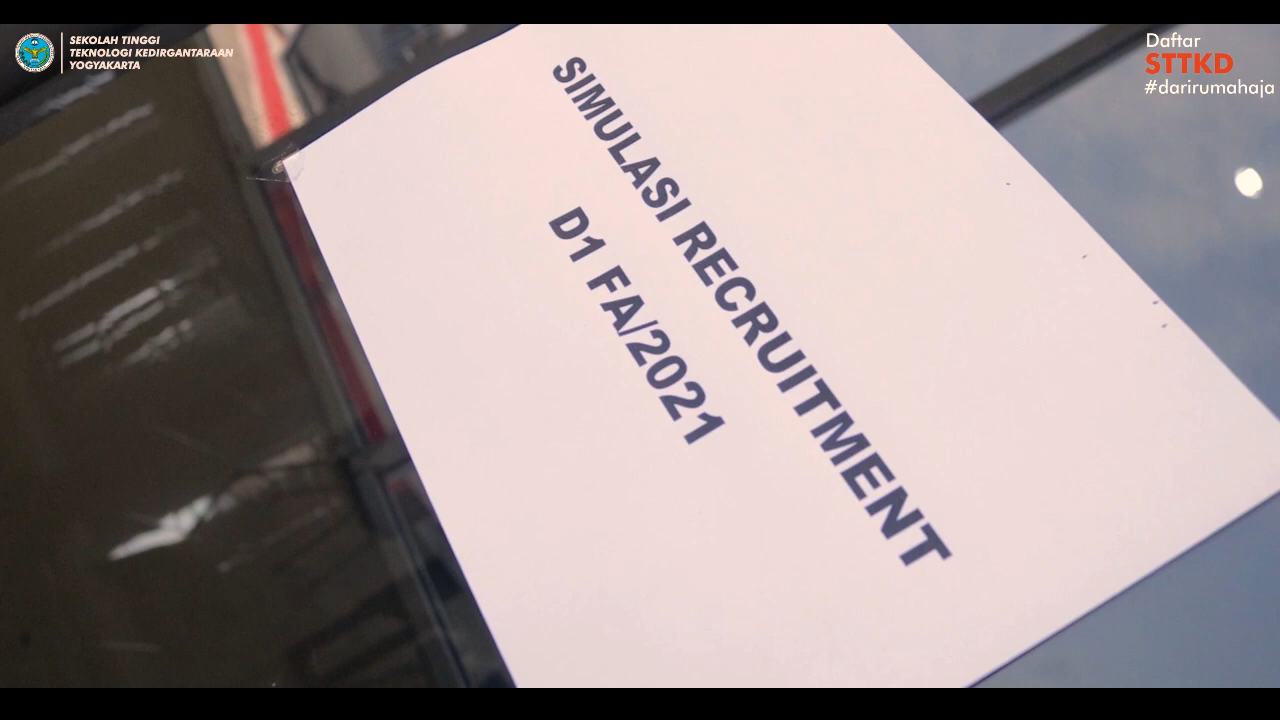 SEKOLAH TINGGI
TEKNOLOGI KEDIRGANTARAAN
YOGYAKARTA
Daftar
STTKD
#darirumahaja
SIMULASI RECRUITMENT
D1 FA/2021